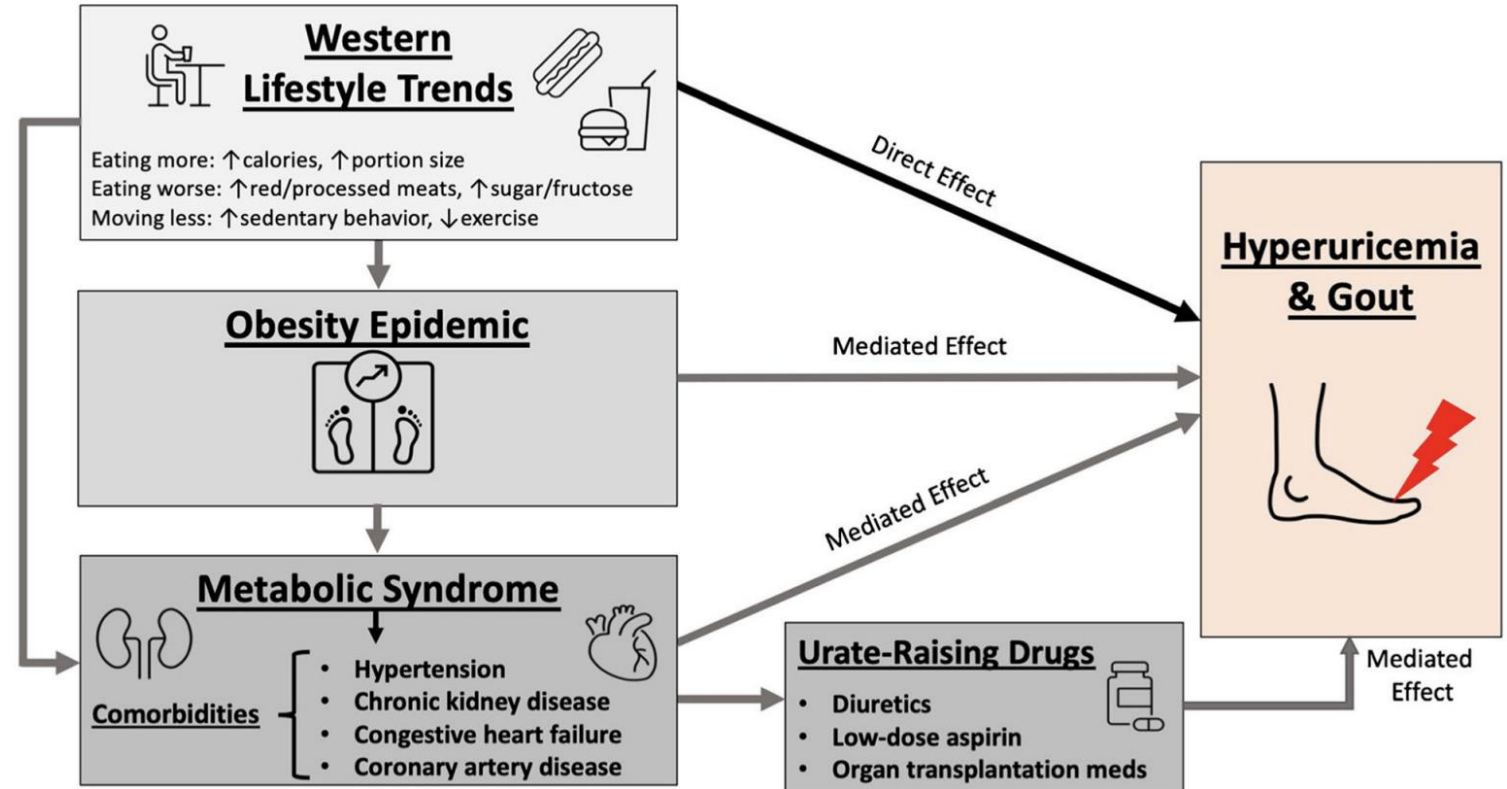 Western
Lifestyle Trends
Eating more: ↑calories, ↑portion size
Eating worse: ↑red/processed meats, ↑sugar/fructose
Moving less: ↑sedentary behavior, ↓exercise
Direct Effect
Obesity Epidemic
Mediated Effect
Metabolic Syndrome
Comorbidities
• Hypertension
• Chronic kidney disease
• Congestive heart failure
• Coronary artery disease
Mediated Effect
Urate-Raising Drugs
• Diuretics
• Low-dose aspirin
• Organ transplantation meds
Mediated
Effect
Hyperuricemia
& Gout